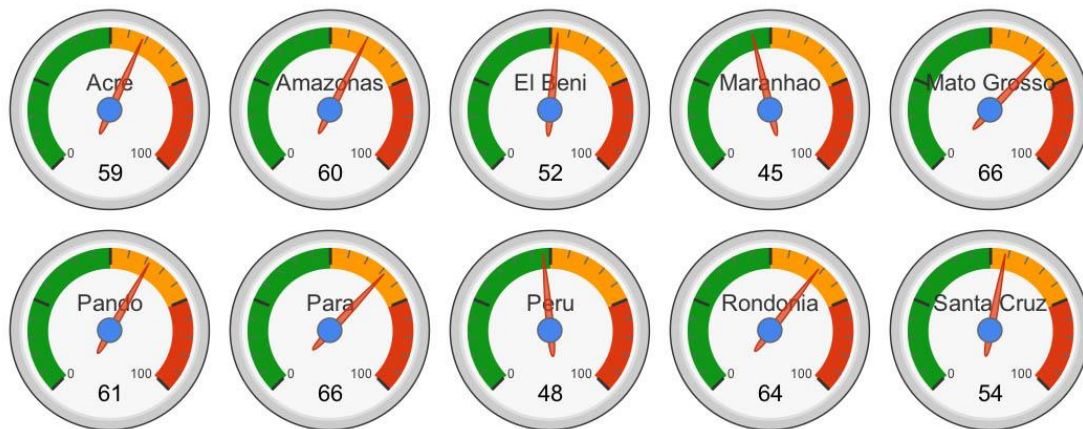 Acre Amazonas El Beni Maranhao Mato Grosso
0 100 0 100 0 100 0 100 0 100
59 60 52 45 66
Pando Para Peru Rondonia Santa Cruz
0 100 0 100 0 100 0 100 0 100
61 66 48 64 54